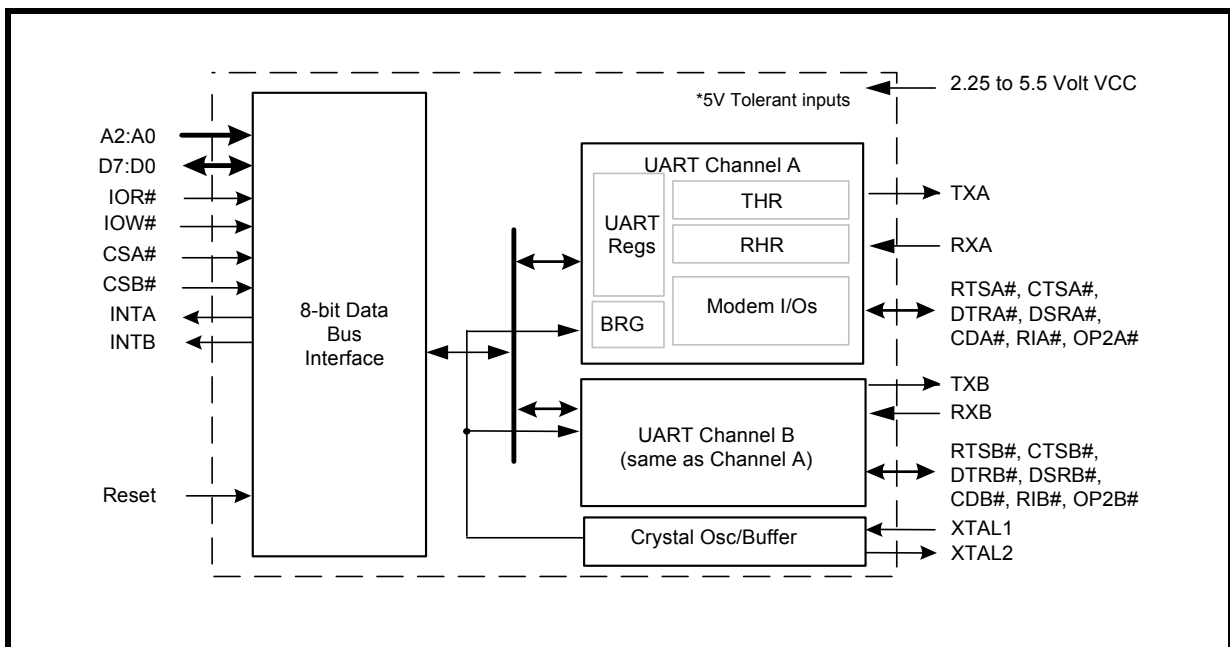 2.25 to 5.5 Volt VCC
*5V Tolerant inputs
A2:A0
D7:D0
IOR#
IOW#
CSA#
CSB#
INTA
INTB
Reset
8-bit Data
Bus
Interface
UART Channel A
UART
Regs
THR
RHR
BRG
Modem I/Os
TXA
RXA
RTSA#, CTSA#,
DTRA#, DSRA#,
CDA#, RIA#, OP2A#
UART Channel B
(same as Channel A)
TXB
RXB
RTSB#, CTSB#,
DTRB#, DSRB#,
CDB#, RIB#, OP2B#
Crystal Osc/Buffer
XTAL1
XTAL2